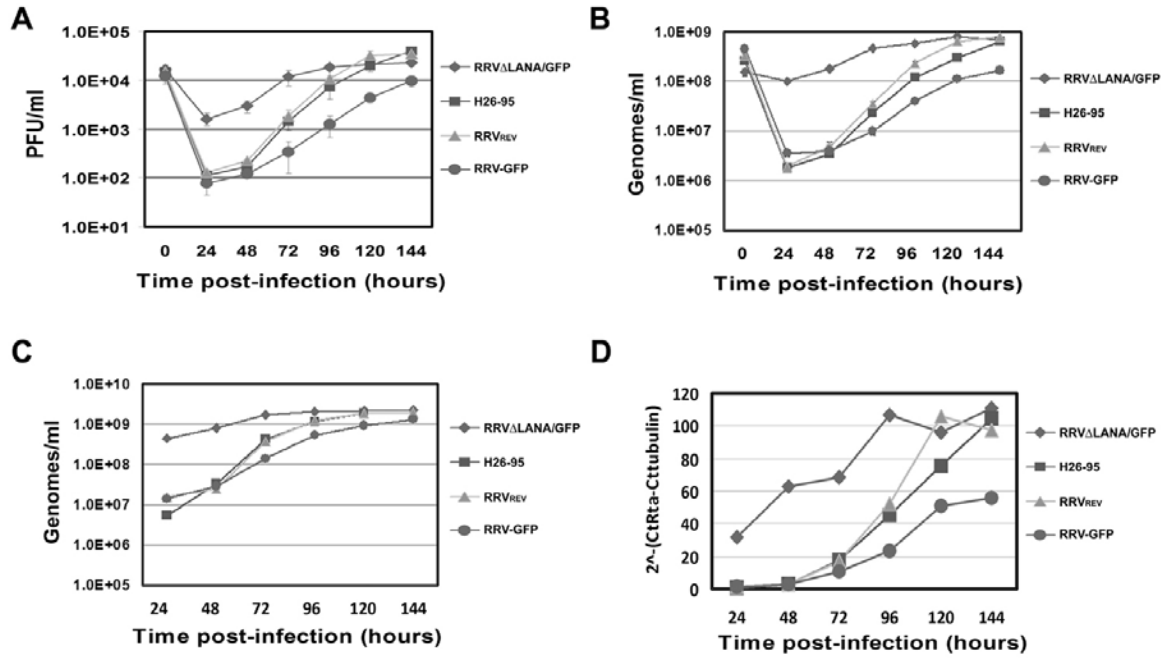 A
1.0E+05
1.0E+04
1.0E+03
1.0E+02
1.0E+01
PFU/ml
0 24 48 72 96 120 144
Time post-infection (hours)
RRVΔLANA/GFP
H26-95
RRVREV
RRV-GFP
B
1.0E+09
1.0E+08
1.0E+07
1.0E+06
1.0E+05
Genomes/ml
0 24 48 72 96 120 144
Time post-infection (hours)
RRVΔLANA/GFP
H26-95
RRVREV
RRV-GFP
C
1.0E+10
1.0E+09
1.0E+08
1.0E+07
1.0E+06
1.0E+05
Genomes/ml
24 48 72 96 120 144
Time post-infection (hours)
RRVΔLANA/GFP
H26-95
RRVREV
RRV-GFP
D
120
100
80
60
40
20
0
2^-(CtRta-Cttubulin)
24 48 72 96 120 144
Time post-infection (hours)
RRVΔLANA/GFP
H26-95
RRVREV
RRV-GFP